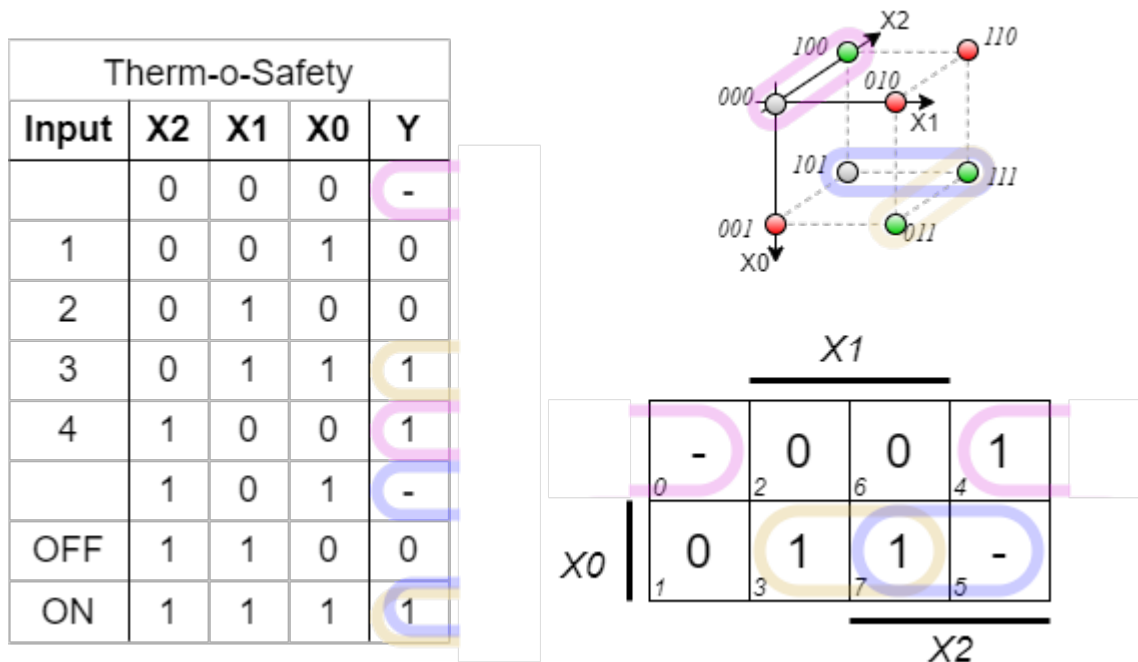 Therm-o-Safety
Input X2 X1 X0 Y
0 0 0 -
1 0 0 1 0
2 0 1 0 0
3 0 1 1 1
4 1 0 0 1
1 0 1 -
OFF 1 1 0 0
ON 1 1 1 1
X2
100
110
000
010
X1
101
111
001
011
X0
X1
- 0 0 1
0 2 6 4
X0
0 1 1 -
1 3 7 5
X2